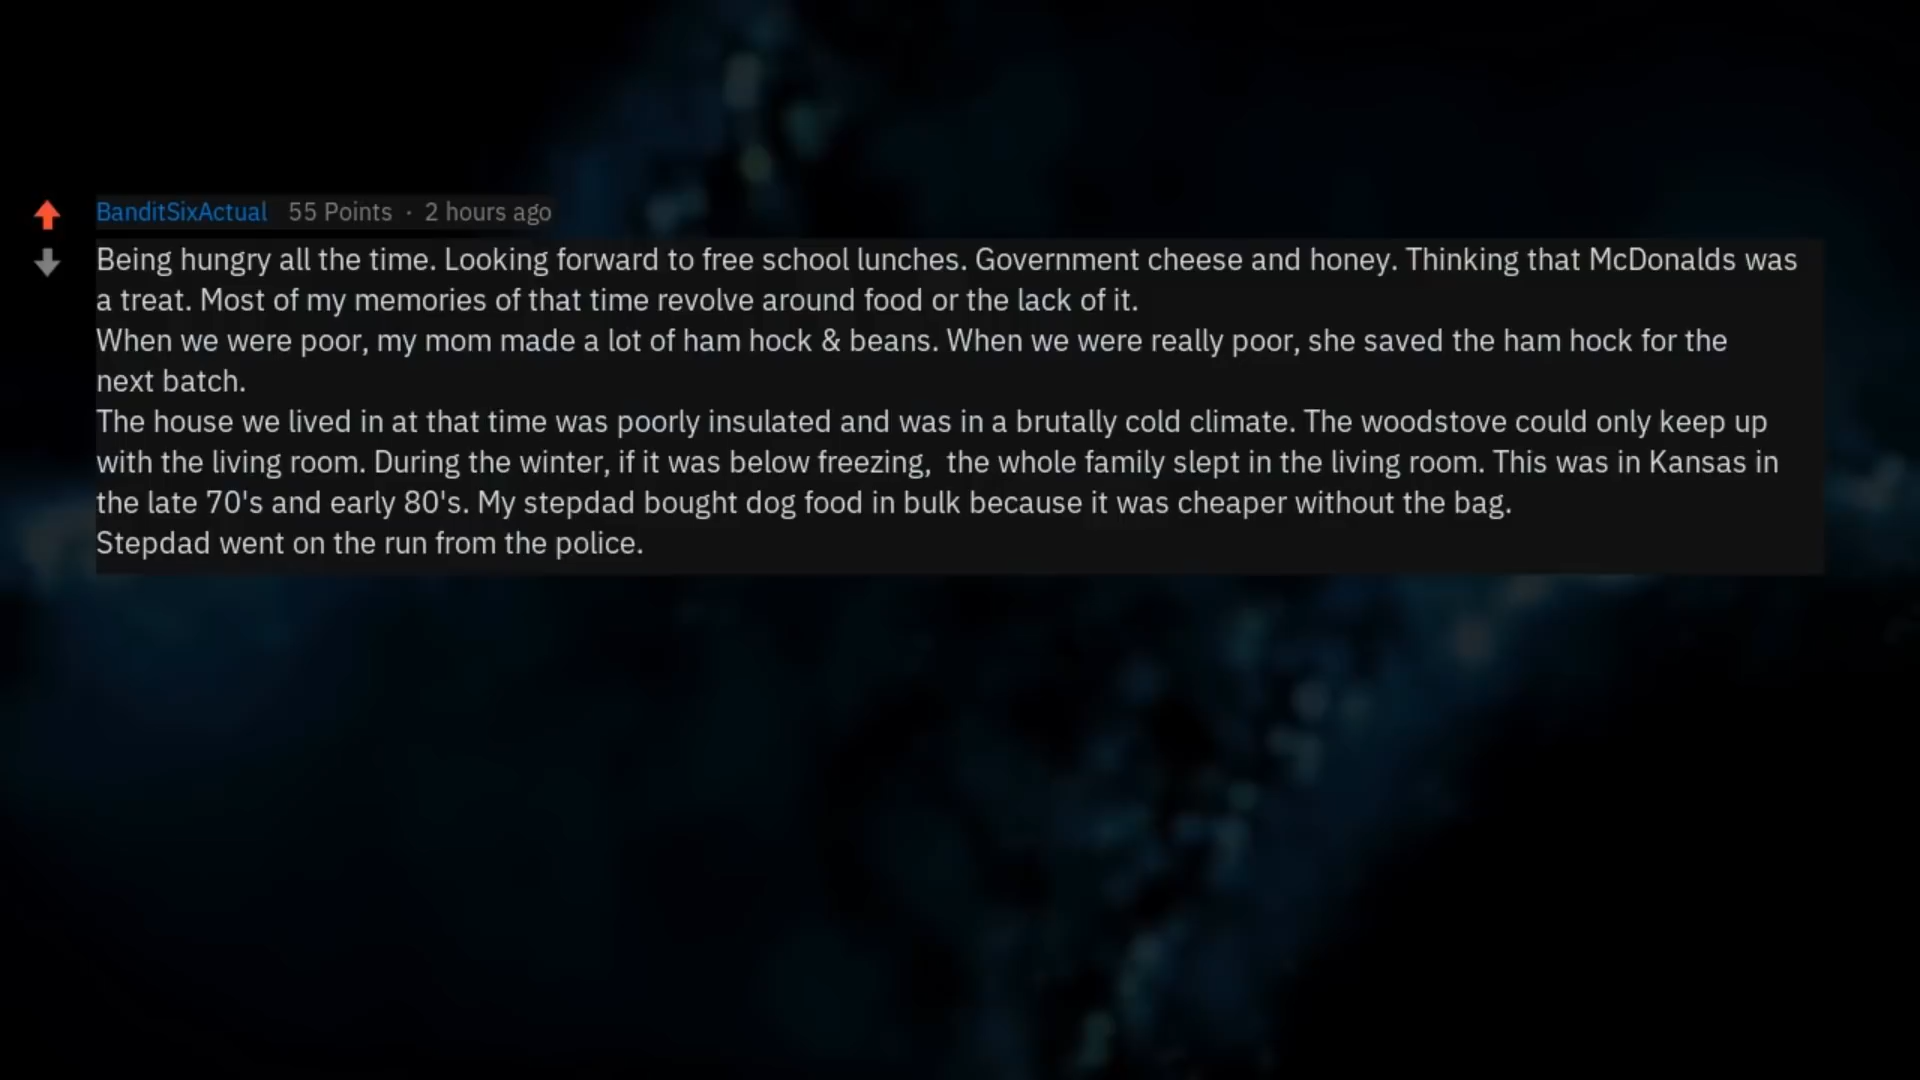 BanditSixActual 55 Points · 2 hours ago
Being hungry all the time. Looking forward to free school lunches. Government cheese and honey. Thinking that McDonalds was
a treat. Most of my memories of that time revolve around food or the lack of it.
When we were poor, my mom made a lot of ham hock & beans. When we were really poor, she saved the ham hock for the
next batch.
The house we lived in at that time was poorly insulated and was in a brutally cold climate. The woodstove could only keep up
with the living room. During the winter, if it was below freezing,  the whole family slept in the living room. This was in Kansas in
the late 70's and early 80's. My stepdad bought dog food in bulk because it was cheaper without the bag.
Stepdad went on the run from the police.